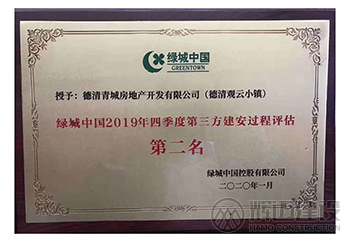 绿城中国
GREENTOWN
授予：德清青城房地产开发有限公司（德清观云小镇）
绿城中国2019年四季度第三方建安过程评估
第二名
绿城中国控股有限公司
二〇二〇年一月
CONSTRUCTION